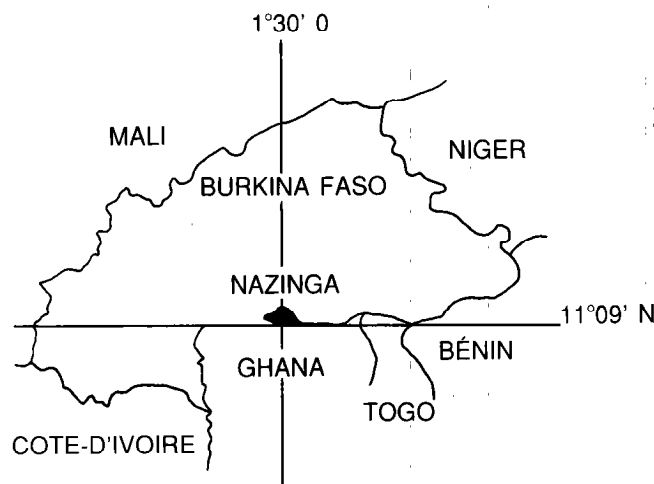 1°30' 0
MALI
NIGER
BURKINA FASO
NAZINGA
11°09' N
GHANA
BÉNIN
TOGO
COTE-D'IVOIRE